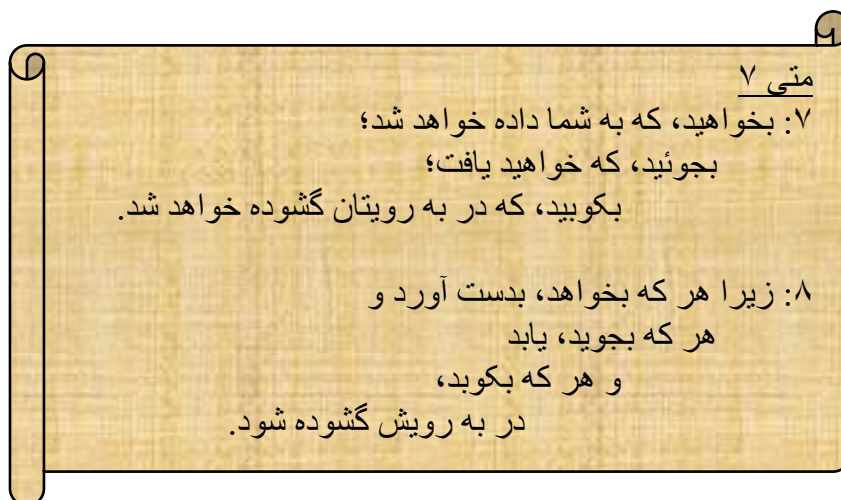 متی ۷
۷: بخواهید، که به شما داده خواهد شد؛
بجوئید، که خواهید یافت؛
بکوبید، که در به رویتان گشوده خواهد شد.
۸: زیرا هر که بخواهد، بدست آورد و
هر که بجوید، یابد
و هر که بکوبد،
در به رویش گشوده شود.